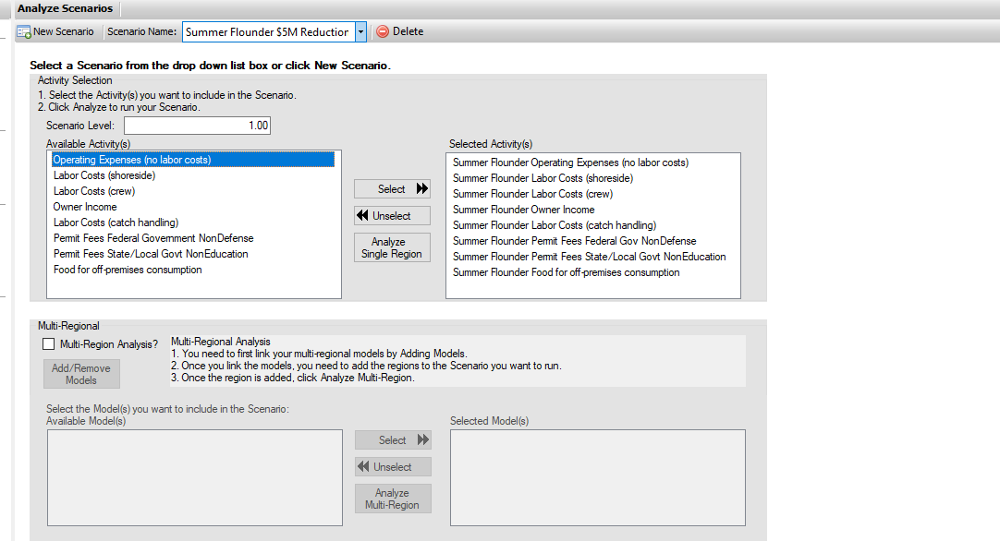 Analyze Scenarios
New Scenario Scenario Name: Summer Flounder $5M Reduction Delete
Select a Scenario from the drop down list box or click New Scenario.
Activity Selection
1. Select the Activity(s) you want to include in the Scenario.
2. Click Analyze to run your Scenario.
Scenario Level: 1.00
Available Activity(s)
Operating Expenses (no labor costs)
Labor Costs (shoreside)
Labor Costs (crew)
Owner Income
Labor Costs (catch handling)
Permit Fees Federal Government NonDefense
Permit Fees State/Local Govt NonEducation
Food for off-premises consumption
Select
Unselect
Analyze
Single Region
Selected Activity(s)
Summer Flounder Operating Expenses (no labor costs)
Summer Flounder Labor Costs (shoreside)
Summer Flounder Labor Costs (crew)
Summer Flounder Owner Income
Summer Flounder Labor Costs (catch handling)
Summer Flounder Permit Fees Federal Gov NonDefense
Summer Flounder Permit Fees State/Local Govt NonEducation
Summer Flounder Food for off-premises consumption
Multi-Regional
Multi-Region Analysis?
Add/Remove
Models
Multi-Regional Analysis
1. You need to first link your multi-regional models by Adding Models.
2. Once you link the models, you need to add the regions to the Scenario you want to run.
3. Once the region is added, click Analyze Multi-Region.
Select the Model(s) you want to include in the Scenario:
Available Model(s)
Select
Unselect
Analyze
Multi-Region
Selected Model(s)